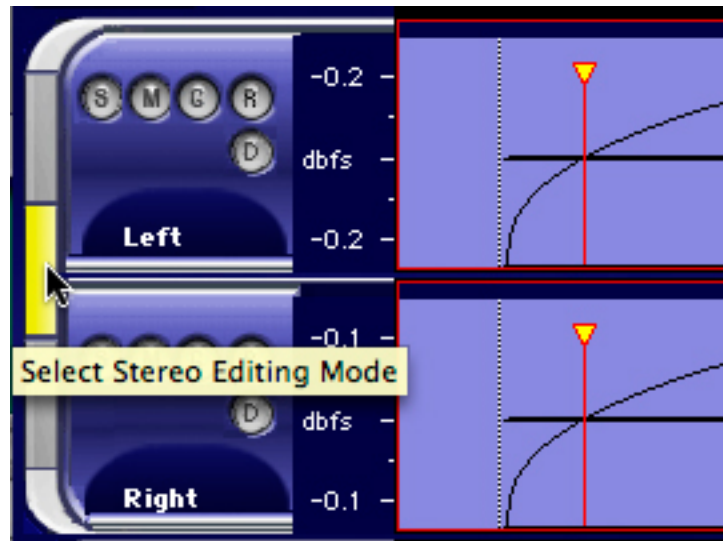 -0.2
S M G R
D
dbfs
Left
-0.2
-0.1
Select Stereo Editing Mode
D
dbfs
Right
-0.1